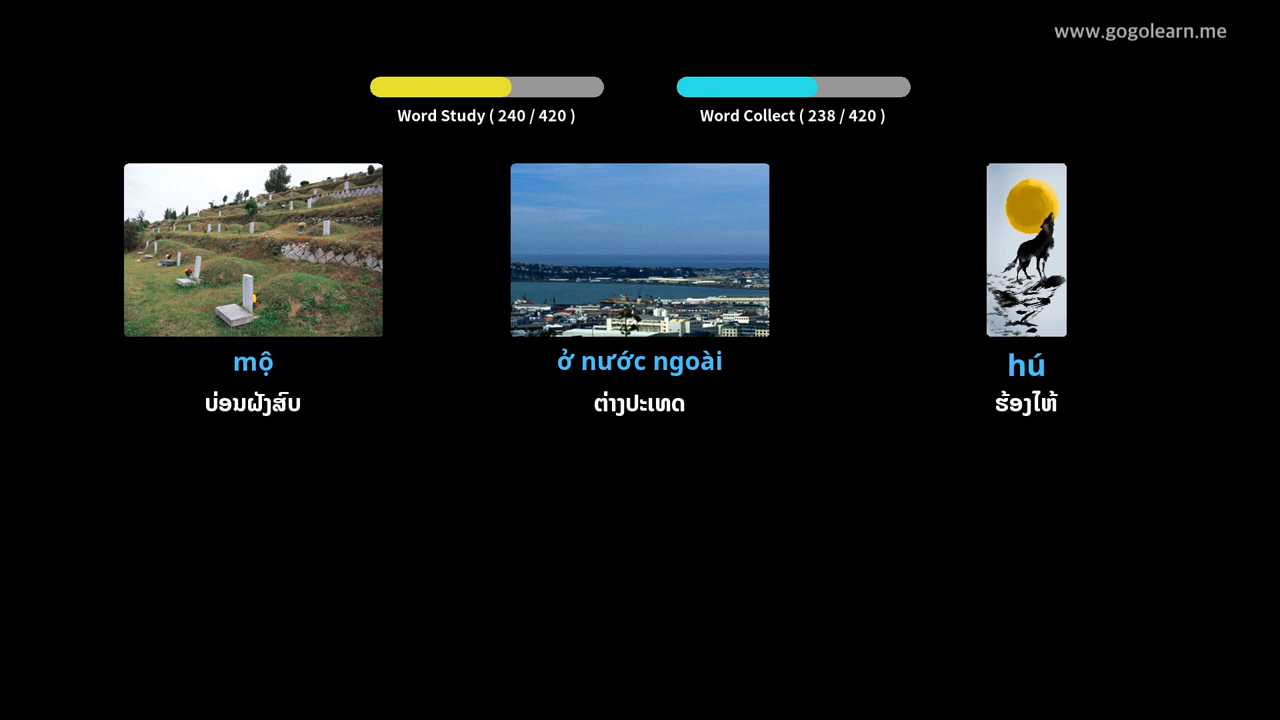 www.gogolearn.me
Word Study ( 240 / 420 )
Word Collect ( 238 / 420 )
mộ
ở nước ngoài
hú
ບ່ອນຝັງສົບ
ຕ່າງປະເທດ
ຮ້ອງໄຫ້